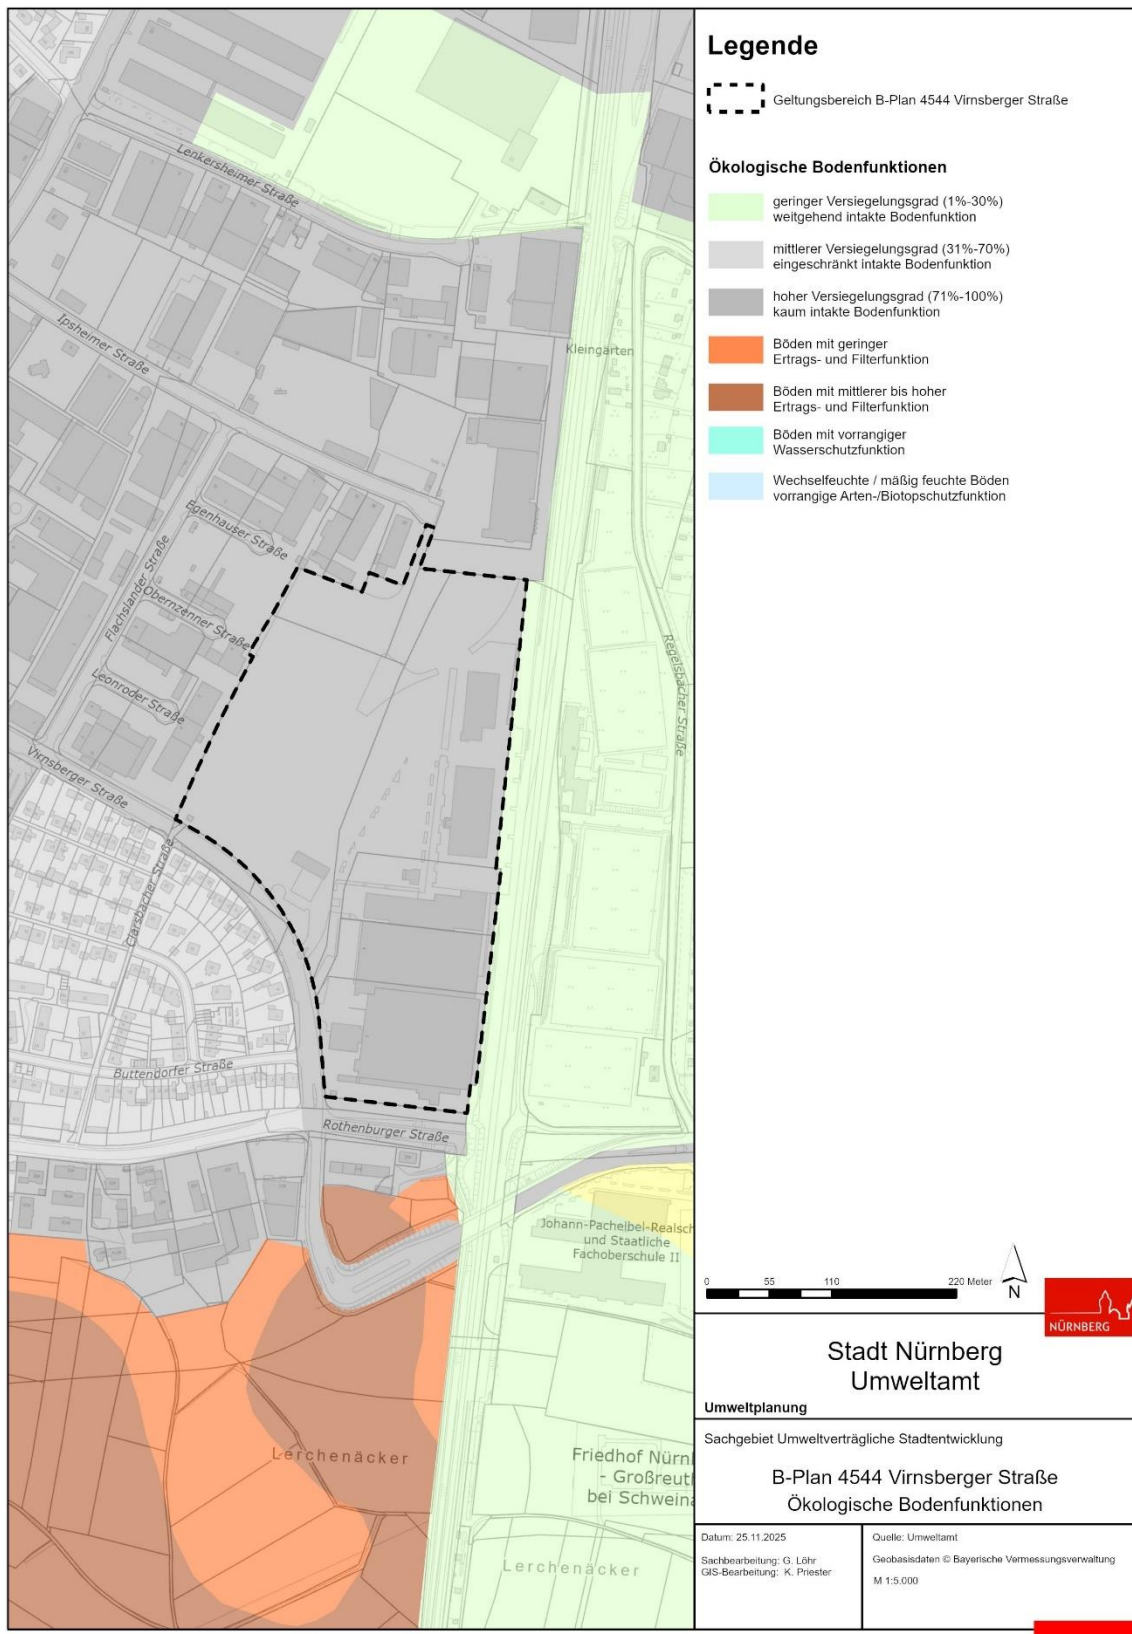 Lenkersheimer Straße
Ipsheimer Straße
Kleingärten
Egenhauser Straße
Flachslander Straße
Obernzenner Straße
Leonroder Straße
Regelsbacher Straße
Virnsberger Straße
Clarsbacher Straße
Buttendorfer Straße
Rothenburger Straße
Johann-Pachelbel-Realsch
und Staatliche
Fachoberschule II
Lerchenäcker
Friedhof Nürn
- Großreut
bei Schweina
Lerchenäcker
Legende
Geltungsbereich B-Plan 4544 Virnsberger Straße
Ökologische Bodenfunktionen
geringer Versiegelungsgrad (1%-30%)
weitgehend intakte Bodenfunktion
mittlerer Versiegelungsgrad (31%-70%)
eingeschränkt intakte Bodenfunktion
hoher Versiegelungsgrad (71%-100%)
kaum intakte Bodenfunktion
Böden mit geringer
Ertrags- und Filterfunktion
Böden mit mittlerer bis hoher
Ertrags- und Filterfunktion
Böden mit vorrangiger
Wasserschutzfunktion
Wechselfeuchte / mäßig feuchte Böden
vorrangige Arten-/Biotopschutzfunktion
0 55 110 220 Meter
N
NÜRNBERG
Stadt Nürnberg
Umweltamt
Umweltplanung
Sachgebiet Umweltverträgliche Stadtentwicklung
B-Plan 4544 Virnsberger Straße
Ökologische Bodenfunktionen
Datum: 25.11.2025
Sachbearbeitung: G. Löhr
GIS-Bearbeitung: K. Priester
Quelle: Umweltamt
Geobasisdaten © Bayerische Vermessungsverwaltung
M 1:5.000